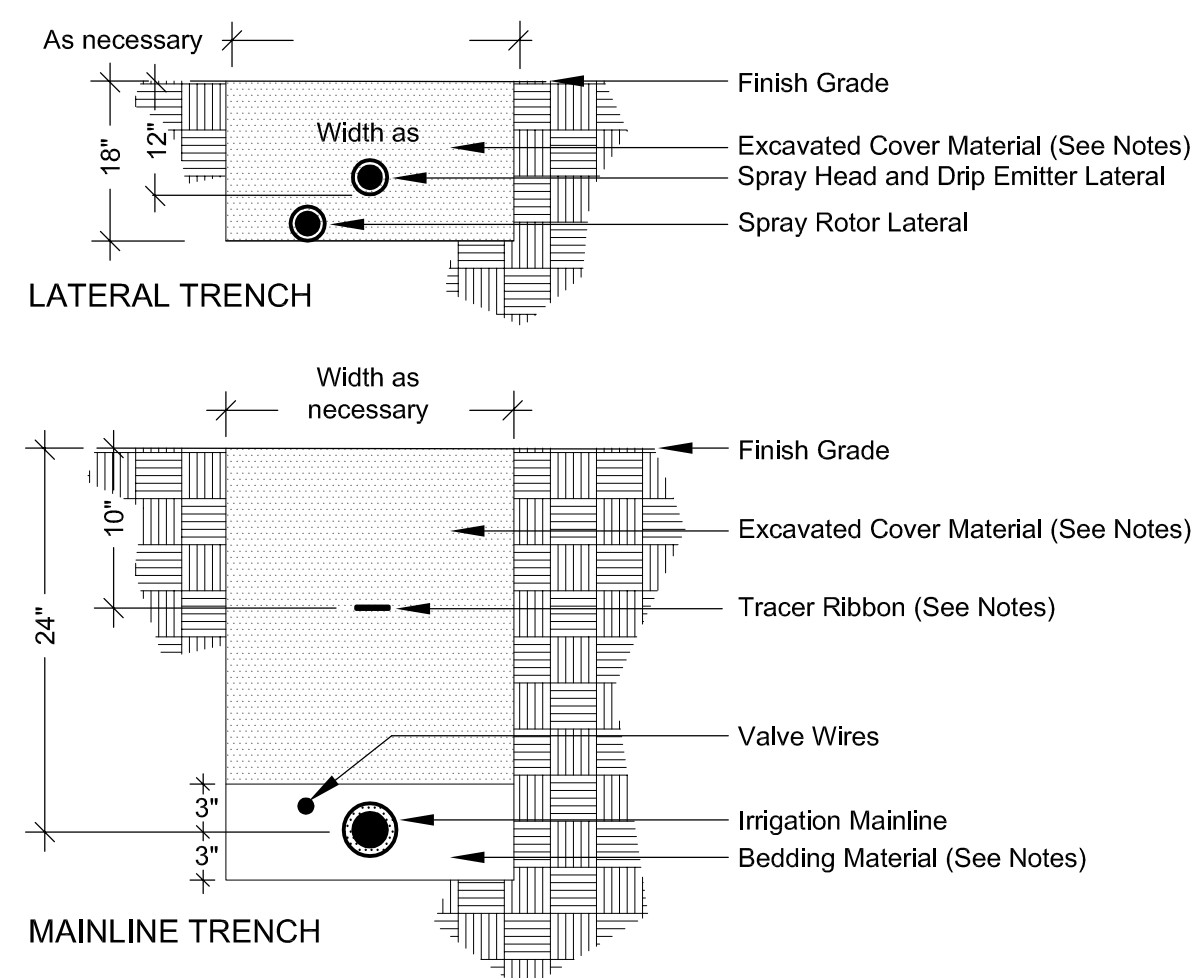 As necessary
Finish Grade
12"
18"
Width as
Excavated Cover Material (See Notes)
Spray Head and Drip Emitter Lateral
Spray Rotor Lateral
LATERAL TRENCH
Width as
necessary
Finish Grade
10"
Excavated Cover Material (See Notes)
24"
Tracer Ribbon (See Notes)
Valve Wires
3"
Irrigation Mainline
3"
Bedding Material (See Notes)
MAINLINE TRENCH